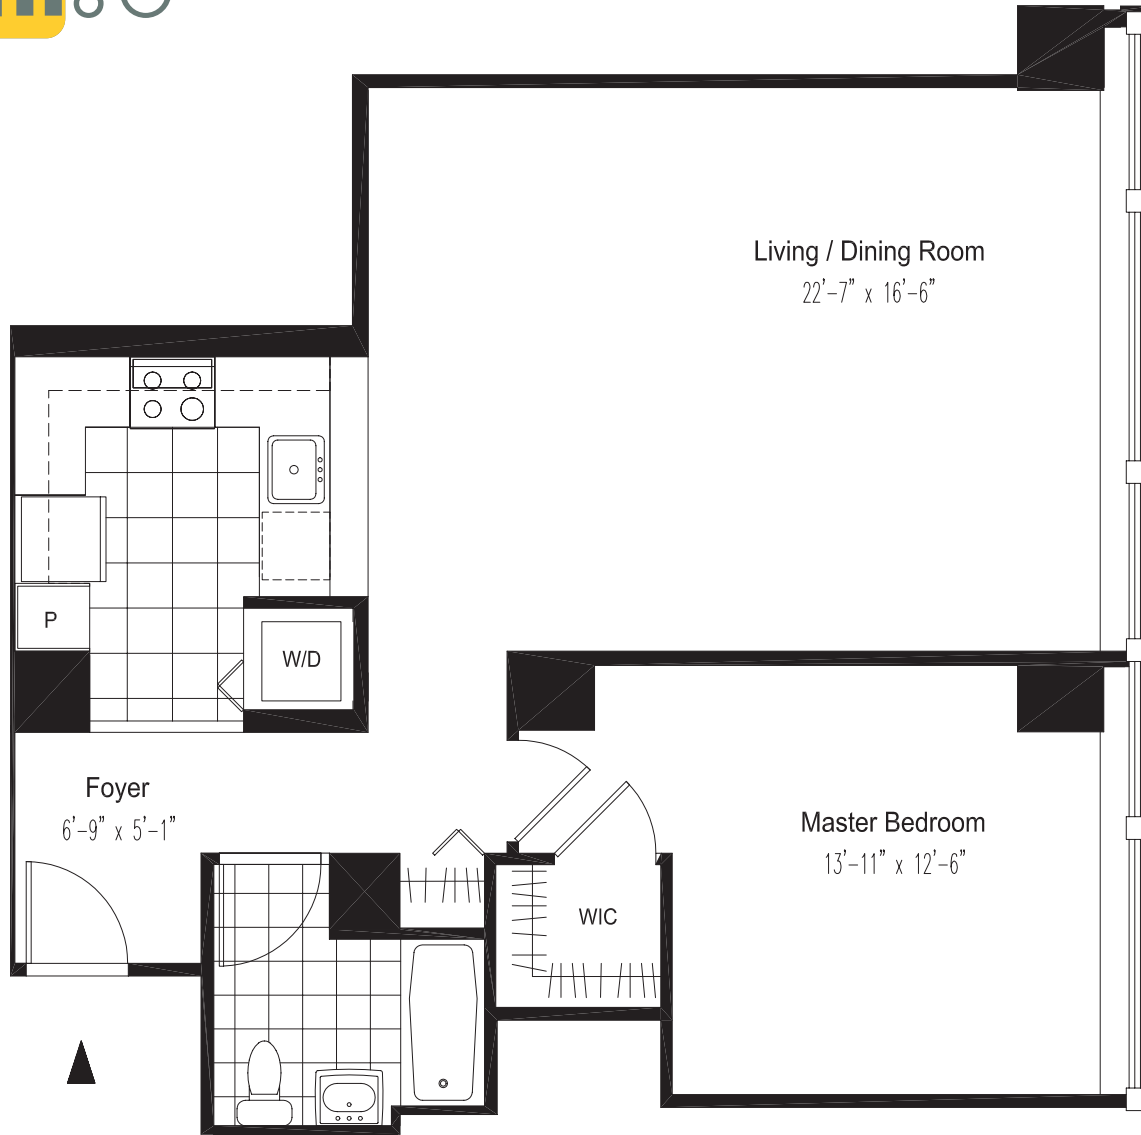 Living / Dining Room
22'-7" x 16'-6"
P
W/D
Foyer
6'-9" x 5'-1"
Master Bedroom
13'-11" x 12'-6"
WIC